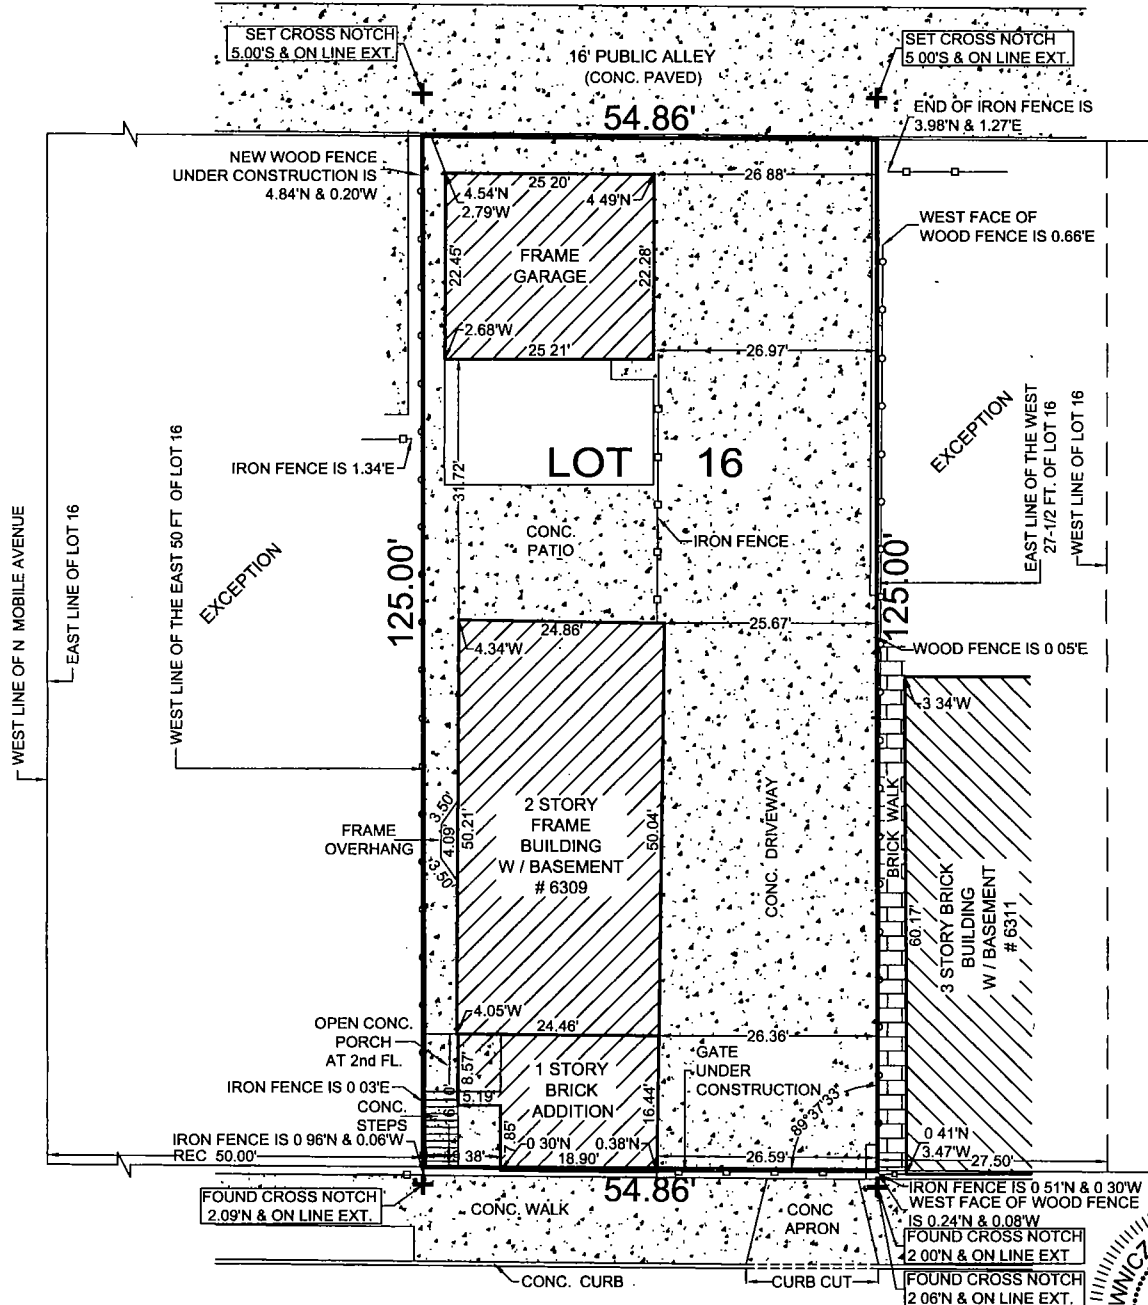 SET CROSS NOTCH
5.00'S & ON LINE EXT.
16' PUBLIC ALLEY
(CONC. PAVED)
SET CROSS NOTCH
5 00'S & ON LINE EXT.
54.86'
END OF IRON FENCE IS
3.98'N & 1.27'E
NEW WOOD FENCE
UNDER CONSTRUCTION IS
4.84'N & 0.20'W
25 20'
26 88'
4.54'N
2.79'W
4 49'N
WEST FACE OF
WOOD FENCE IS 0.66'E
22.45'
FRAME
GARAGE
22.28'
2.68'W
25 21'
26.97'
IRON FENCE IS 1.34'E
LOT 16
31.72'
CONC.
PATIO
IRON FENCE
EXCEPTION
EAST LINE OF THE WEST
27-1/2 FT. OF LOT 16
WEST LINE OF LOT 16
WEST LINE OF N MOBILE AVENUE
EAST LINE OF LOT 16
WEST LINE OF THE EAST 50 FT OF LOT 16
EXCEPTION
125.00'
125.00'
24.86'
25.67'
4.34'W
WOOD FENCE IS 0 05'E
3 34'W
FRAME
OVERHANG
3.50'
4.09'
3.50'
50.21'
2 STORY
FRAME
BUILDING
W / BASEMENT
# 6309
50.04'
CONC. DRIVEWAY
BRICK WALK
60.17'
3 STORY BRICK
BUILDING
W / BASEMENT
# 6311
4.05'W
24.46'
26.36'
OPEN CONC.
PORCH
AT 2nd FL.
8.57'
1 STORY
BRICK
ADDITION
GATE
UNDER
CONSTRUCTION
IRON FENCE IS 0 03'E
5.19'
16.10'
16.44'
89°37'33"
CONC.
STEPS
7.85'
IRON FENCE IS 0 96'N & 0.06'W
0 30'N
0.38'N
0 41'N
3.47'W
REC 50.00'
9.38'
18.90'
26.59'
27.50'
54.86'
FOUND CROSS NOTCH
2.09'N & ON LINE EXT.
CONC. WALK
CONC
APRON
IRON FENCE IS 0 51'N & 0 30'W
WEST FACE OF WOOD FENCE
IS 0.24'N & 0.08'W
FOUND CROSS NOTCH
2 00'N & ON LINE EXT
FOUND CROSS NOTCH
2 06'N & ON LINE EXT.
CONC. CURB
CURB CUT
WNICZ